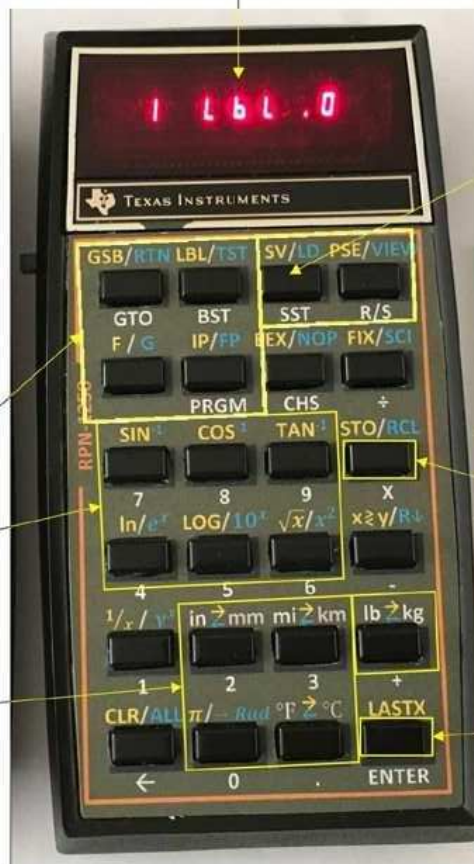 1 LbL .0
TEXAS INSTRUMENTS
GSB/RTN LBL/TST SV/LD PSE/VIEW
GTO BST SST R/S
F / G IP/FP EEX/NOP FIX/SCI
PRGM CHS ÷
RPN-1250
SIN⁻¹ COS⁻¹ TAN⁻¹ STO/RCL
7 8 9 X
ln/eˣ LOG/10ˣ √x/x² x≷y/R↓
4 5 6 -
1/x / yˣ in⇄mm mi⇄km lb⇄kg
1 2 3 +
CLR/ALL π/→Rad °F⇄°C LASTX
← 0 . ENTER